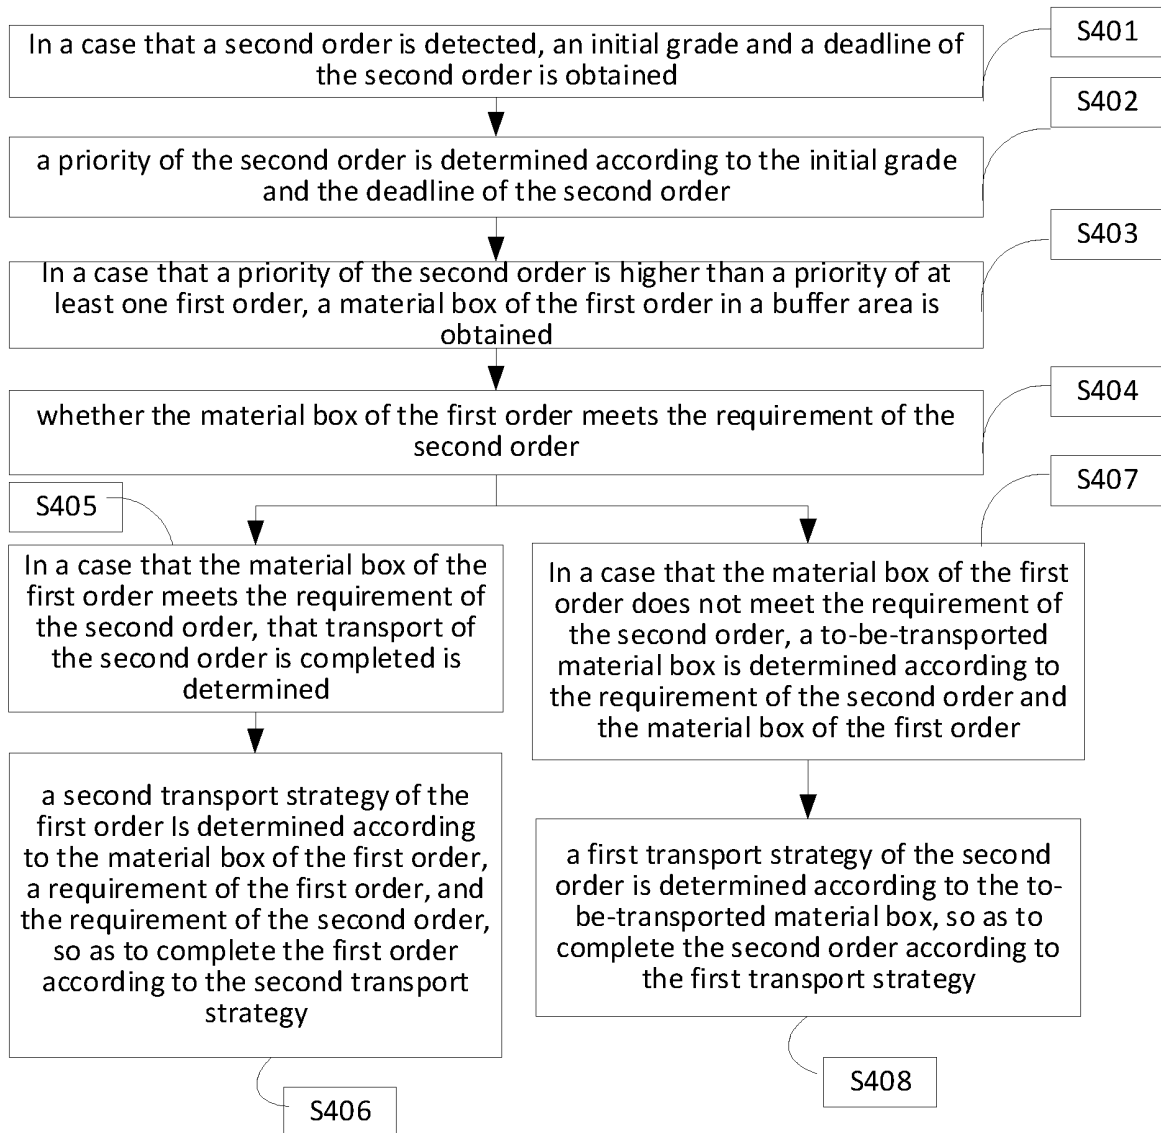 In a case that a second order is detected, an initial grade and a deadline of
the second order is obtained
S401
a priority of the second order is determined according to the initial grade
and the deadline of the second order
S402
In a case that a priority of the second order is higher than a priority of at
least one first order, a material box of the first order in a buffer area is
obtained
S403
whether the material box of the first order meets the requirement of the
second order
S404
S405
In a case that the material box of the
first order meets the requirement of
the second order, that transport of
the second order is completed is
determined
a second transport strategy of the
first order Is determined according
to the material box of the first order,
a requirement of the first order, and
the requirement of the second order,
so as to complete the first order
according to the second transport
strategy
S406
S407
In a case that the material box of the first
order does not meet the requirement of
the second order, a to-be-transported
material box is determined according to
the requirement of the second order and
the material box of the first order
a first transport strategy of the second
order is determined according to the to-
be-transported material box, so as to
complete the second order according to
the first transport strategy
S408